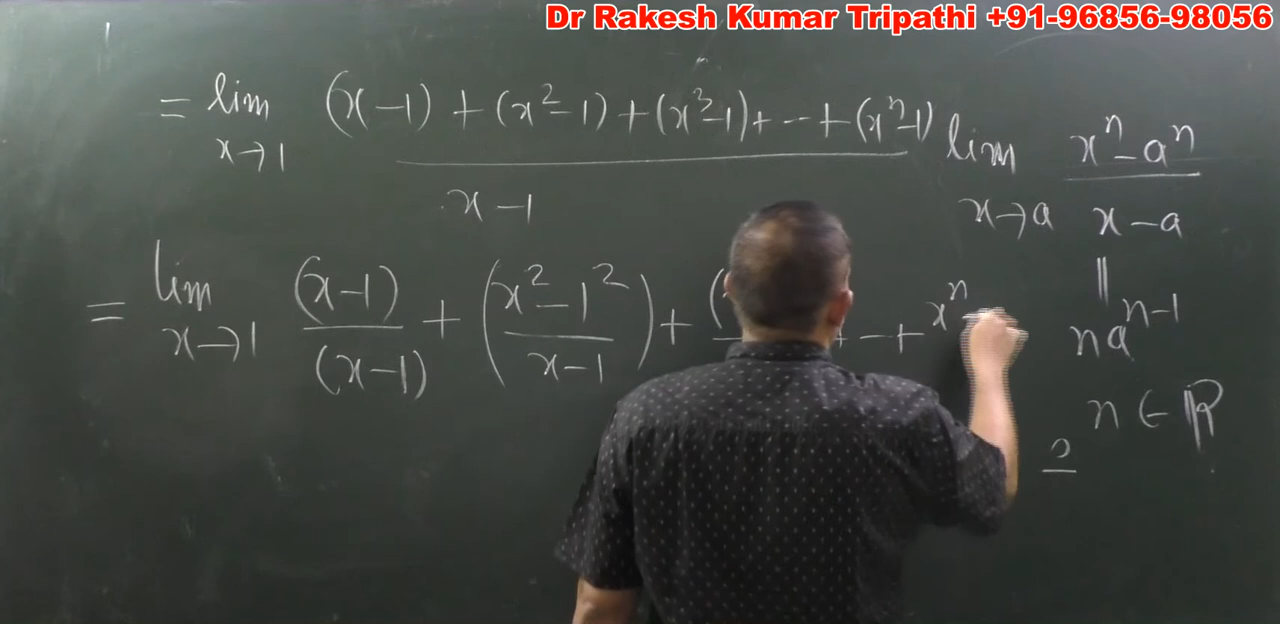 Dr Rakesh Kumar Tripathi +91-96856-98056
= lim x→1 (x-1) + (x²-1) + (x³-1) + -- + (xⁿ-1)
x-1
lim x→a xⁿ-aⁿ
x-a
||
naⁿ⁻¹
n ∈ ℝ
= lim x→1 (x-1)/(x-1) + (x²-1²/x-1) + ( + -- + xⁿ